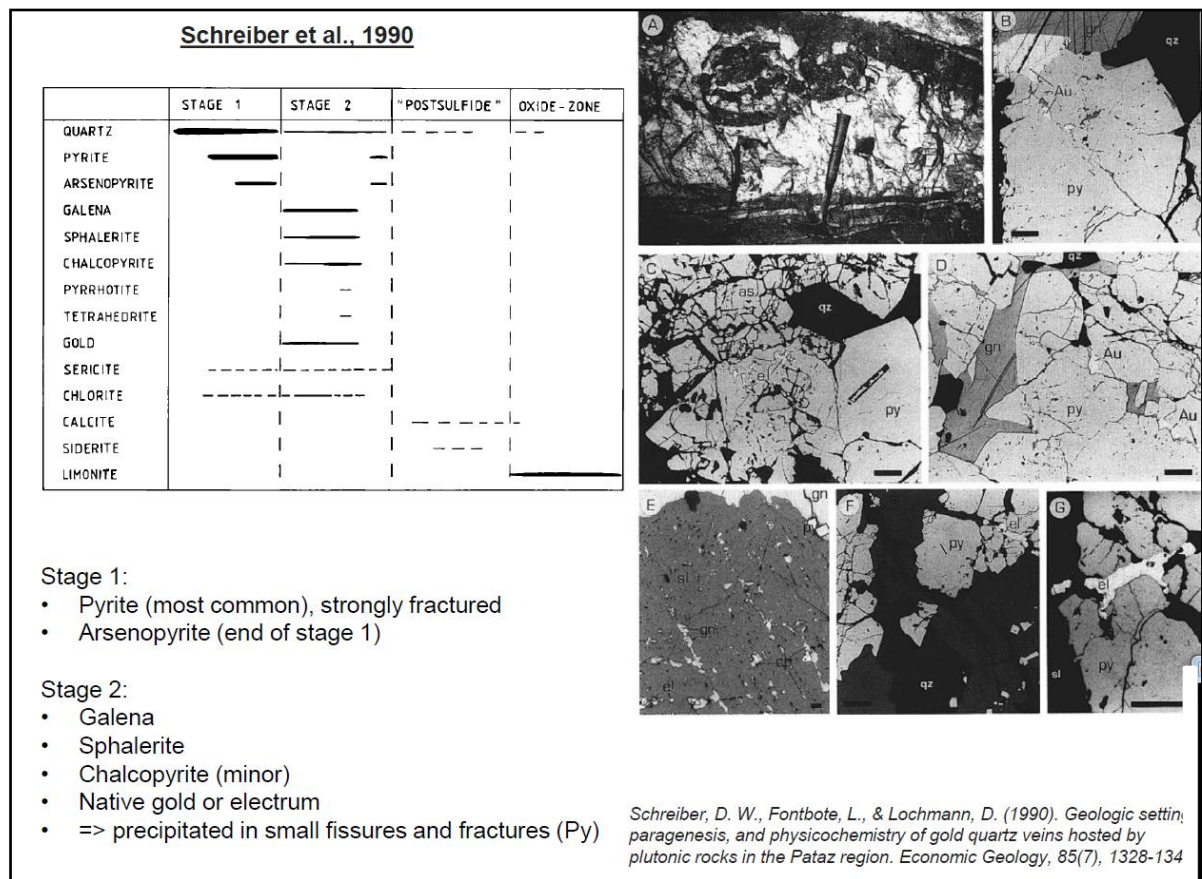 Schreiber et al., 1990
STAGE 1 STAGE 2 "POSTSULFIDE" OXIDE-ZONE
QUARTZ
PYRITE
ARSENOPYRITE
GALENA
SPHALERITE
CHALCOPYRITE
PYRRHOTITE
TETRAHEDRITE
GOLD
SERICITE
CHLORITE
CALCITE
SIDERITE
LIMONITE
Stage 1:
• Pyrite (most common), strongly fractured
• Arsenopyrite (end of stage 1)
Stage 2:
• Galena
• Sphalerite
• Chalcopyrite (minor)
• Native gold or electrum
• => precipitated in small fissures and fractures (Py)
A
B
gn
qz
Au
py
C
as
qz
el
py
D
qz
gn
Au
py
Au
E
gn
sl
gn
cp
el
F
py
el
qz
G
el
py
sl
Schreiber, D. W., Fontbote, L., & Lochmann, D. (1990). Geologic setting
paragenesis, and physicochemistry of gold quartz veins hosted by
plutonic rocks in the Pataz region. Economic Geology, 85(7), 1328-134